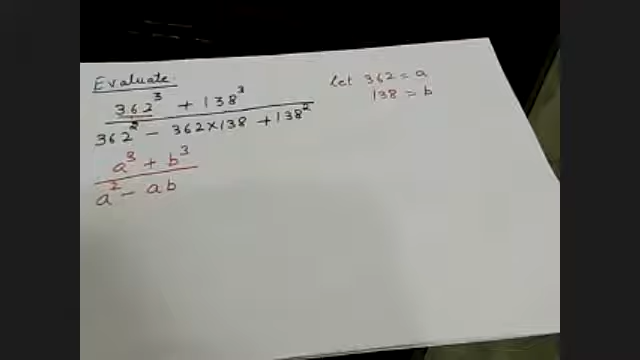 Evaluate.
362³ + 138³
362² - 362×138 + 138²
let 362 = a
138 = b
a³ + b³
a² - ab